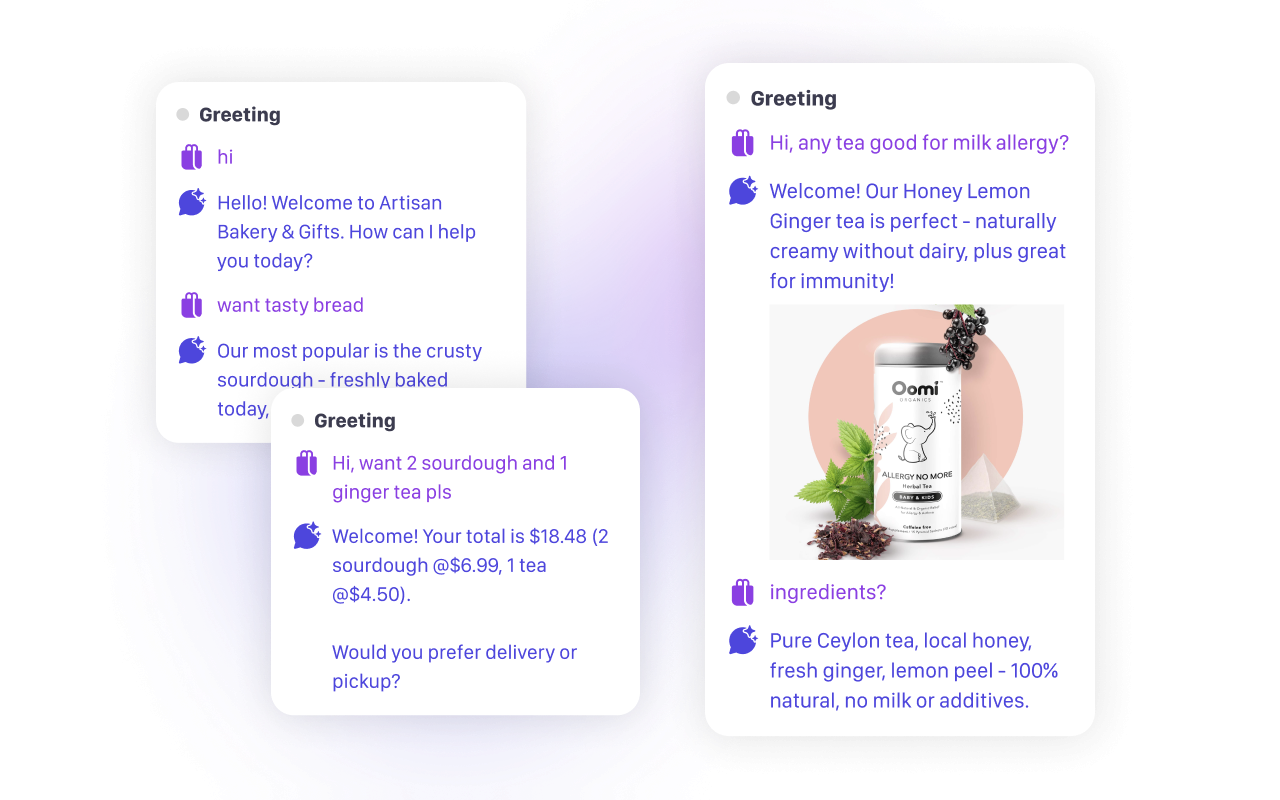 Greeting
hi
Hello! Welcome to Artisan
Bakery & Gifts. How can I help
you today?
want tasty bread
Our most popular is the crusty
sourdough - freshly baked
today,
Greeting
Hi, want 2 sourdough and 1
ginger tea pls
Welcome! Your total is $18.48 (2
sourdough @$6.99, 1 tea
@$4.50).
Would you prefer delivery or
pickup?
Greeting
Hi, any tea good for milk allergy?
Welcome! Our Honey Lemon
Ginger tea is perfect - naturally
creamy without dairy, plus great
for immunity!
Oomi
ORGANICS
ALLERGY NO MORE
Herbal Tea
BABY & KIDS
Caffeine free
ingredients?
Pure Ceylon tea, local honey,
fresh ginger, lemon peel - 100%
natural, no milk or additives.